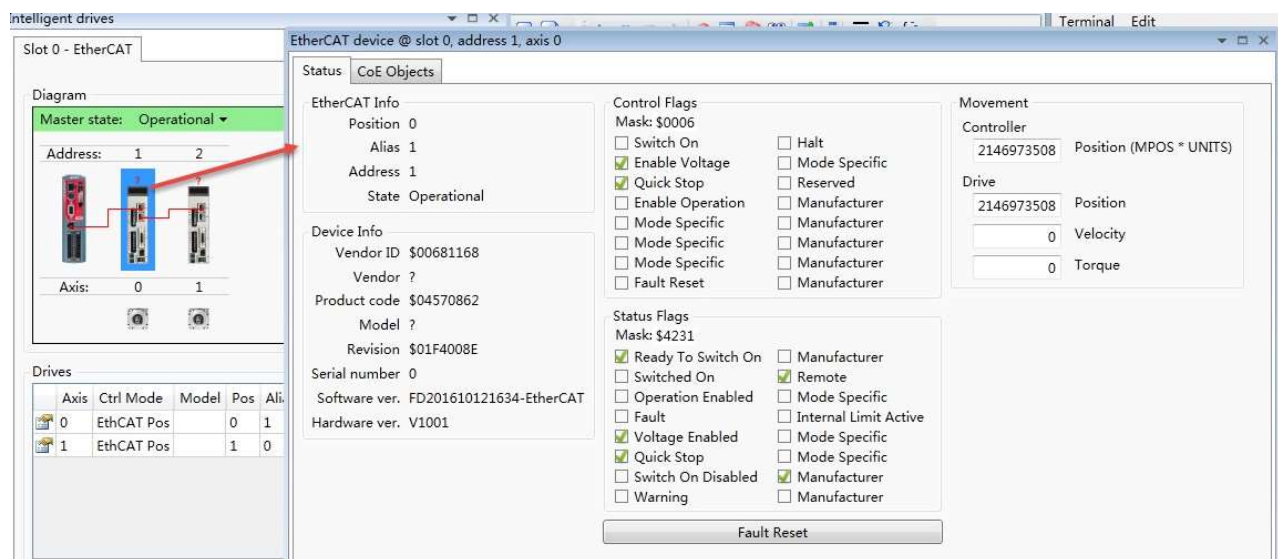 Intelligent drives
Terminal Edit
Slot 0 - EtherCAT
Diagram
Master state: Operational
Address: 1 2
? ?
Axis: 0 1
Drives
Axis Ctrl Mode Model Pos Ali
0 EthCAT Pos 0 1
1 EthCAT Pos 1 0
EtherCAT device @ slot 0, address 1, axis 0
Status CoE Objects
EtherCAT Info
Position 0
Alias 1
Address 1
State Operational
Device Info
Vendor ID $00681168
Vendor ?
Product code $04570862
Model ?
Revision $01F4008E
Serial number 0
Software ver. FD201610121634-EtherCAT
Hardware ver. V1001
Control Flags
Mask: $0006
Switch On Halt
Enable Voltage Mode Specific
Quick Stop Reserved
Enable Operation Manufacturer
Mode Specific Manufacturer
Mode Specific Manufacturer
Mode Specific Manufacturer
Fault Reset Manufacturer
Status Flags
Mask: $4231
Ready To Switch On Manufacturer
Switched On Remote
Operation Enabled Mode Specific
Fault Internal Limit Active
Voltage Enabled Mode Specific
Quick Stop Mode Specific
Switch On Disabled Manufacturer
Warning Manufacturer
Fault Reset
Movement
Controller
2146973508 Position (MPOS * UNITS)
Drive
2146973508 Position
0 Velocity
0 Torque